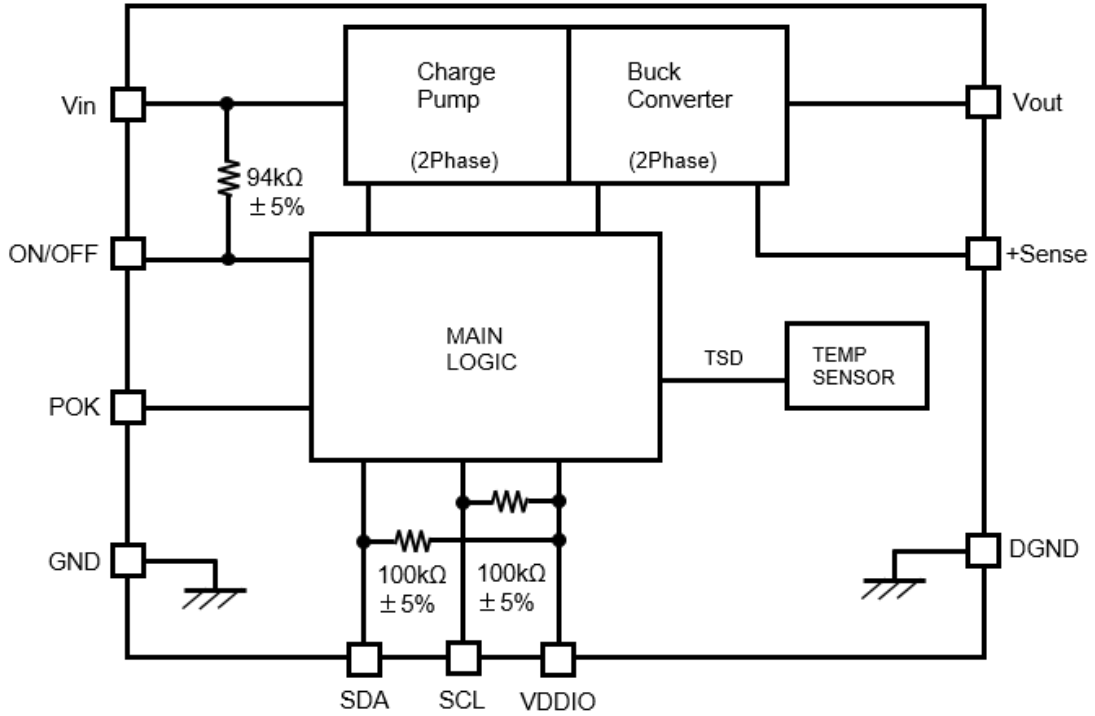 Charge
Pump
(2Phase)
Buck
Converter
(2Phase)
Vin
Vout
94kΩ
±5%
ON/OFF
+Sense
MAIN
LOGIC
TSD
TEMP
SENSOR
POK
GND
DGND
100kΩ
±5%
100kΩ
±5%
SDA
SCL
VDDIO